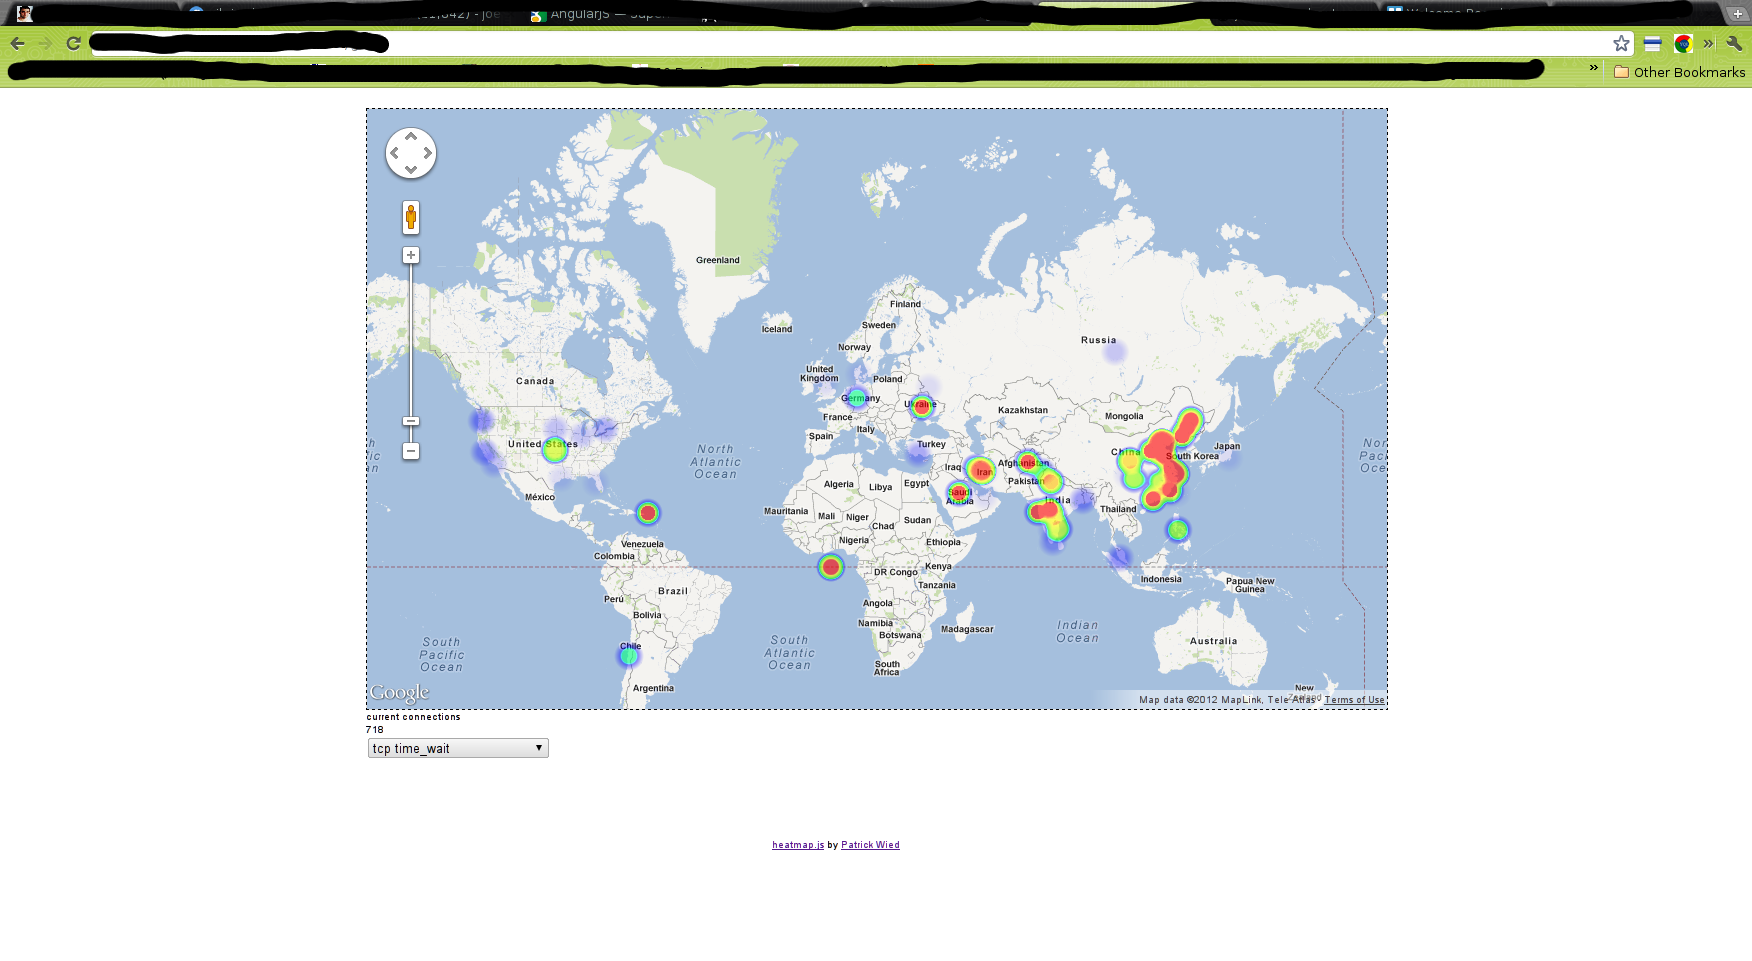 AngularJS — Super
Other Bookmarks
Greenland
Finland
Iceland
Sweden
Norway
Russia
United
Kingdom
Poland
Canada
Germany
Ukraine
Kazakhstan
France
Mongolia
Italy
United States
Spain
Turkey
Japan
North
Atlantic
Ocean
China
South Korea
Iraq
Iran
Afghanistan
Pakistan
Algeria
Libya
Egypt
Saudi
Arabia
México
India
Mauritania
Mali
Niger
Chad
Sudan
Thailand
Nigeria
Ethiopia
Venezuela
Colombia
DR Congo
Kenya
Tanzania
Indonesia
Papua New
Guinea
Brazil
Perú
Angola
Bolivia
Namibia
Botswana
Madagascar
Indian
Ocean
South
Pacific
Ocean
Chile
South
Atlantic
Ocean
Australia
South
Africa
Argentina
New
Zealand
Google
Map data ©2012 MapLink, Tele Atlas - Terms of Use
current connections
718
tcp time_wait
heatmap.js by Patrick Wied